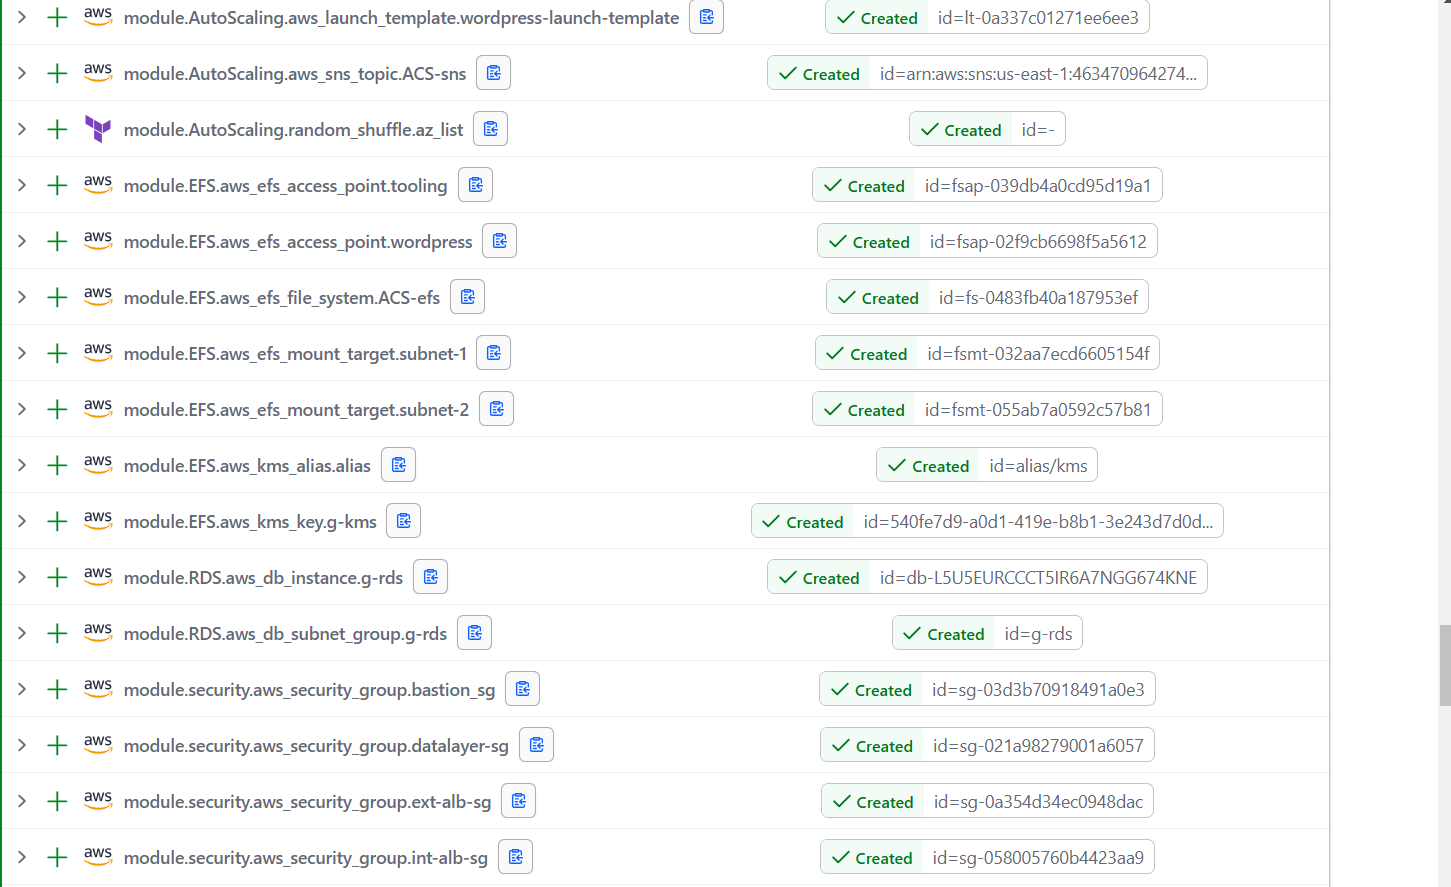 aws module.AutoScaling.aws_launch_template.wordpress-launch-template Created id=lt-0a337c01271ee6ee3
aws module.AutoScaling.aws_sns_topic.ACS-sns Created id=arn:aws:sns:us-east-1:463470964274...
module.AutoScaling.random_shuffle.az_list Created id=-
aws module.EFS.aws_efs_access_point.tooling Created id=fsap-039db4a0cd95d19a1
aws module.EFS.aws_efs_access_point.wordpress Created id=fsap-02f9cb6698f5a5612
aws module.EFS.aws_efs_file_system.ACS-efs Created id=fs-0483fb40a187953ef
aws module.EFS.aws_efs_mount_target.subnet-1 Created id=fsmt-032aa7ecd6605154f
aws module.EFS.aws_efs_mount_target.subnet-2 Created id=fsmt-055ab7a0592c57b81
aws module.EFS.aws_kms_alias.alias Created id=alias/kms
aws module.EFS.aws_kms_key.g-kms Created id=540fe7d9-a0d1-419e-b8b1-3e243d7d0d...
aws module.RDS.aws_db_instance.g-rds Created id=db-L5U5EURCCCT5IR6A7NGG674KNE
aws module.RDS.aws_db_subnet_group.g-rds Created id=g-rds
aws module.security.aws_security_group.bastion_sg Created id=sg-03d3b70918491a0e3
aws module.security.aws_security_group.datalayer-sg Created id=sg-021a98279001a6057
aws module.security.aws_security_group.ext-alb-sg Created id=sg-0a354d34ec0948dac
aws module.security.aws_security_group.int-alb-sg Created id=sg-058005760b4423aa9